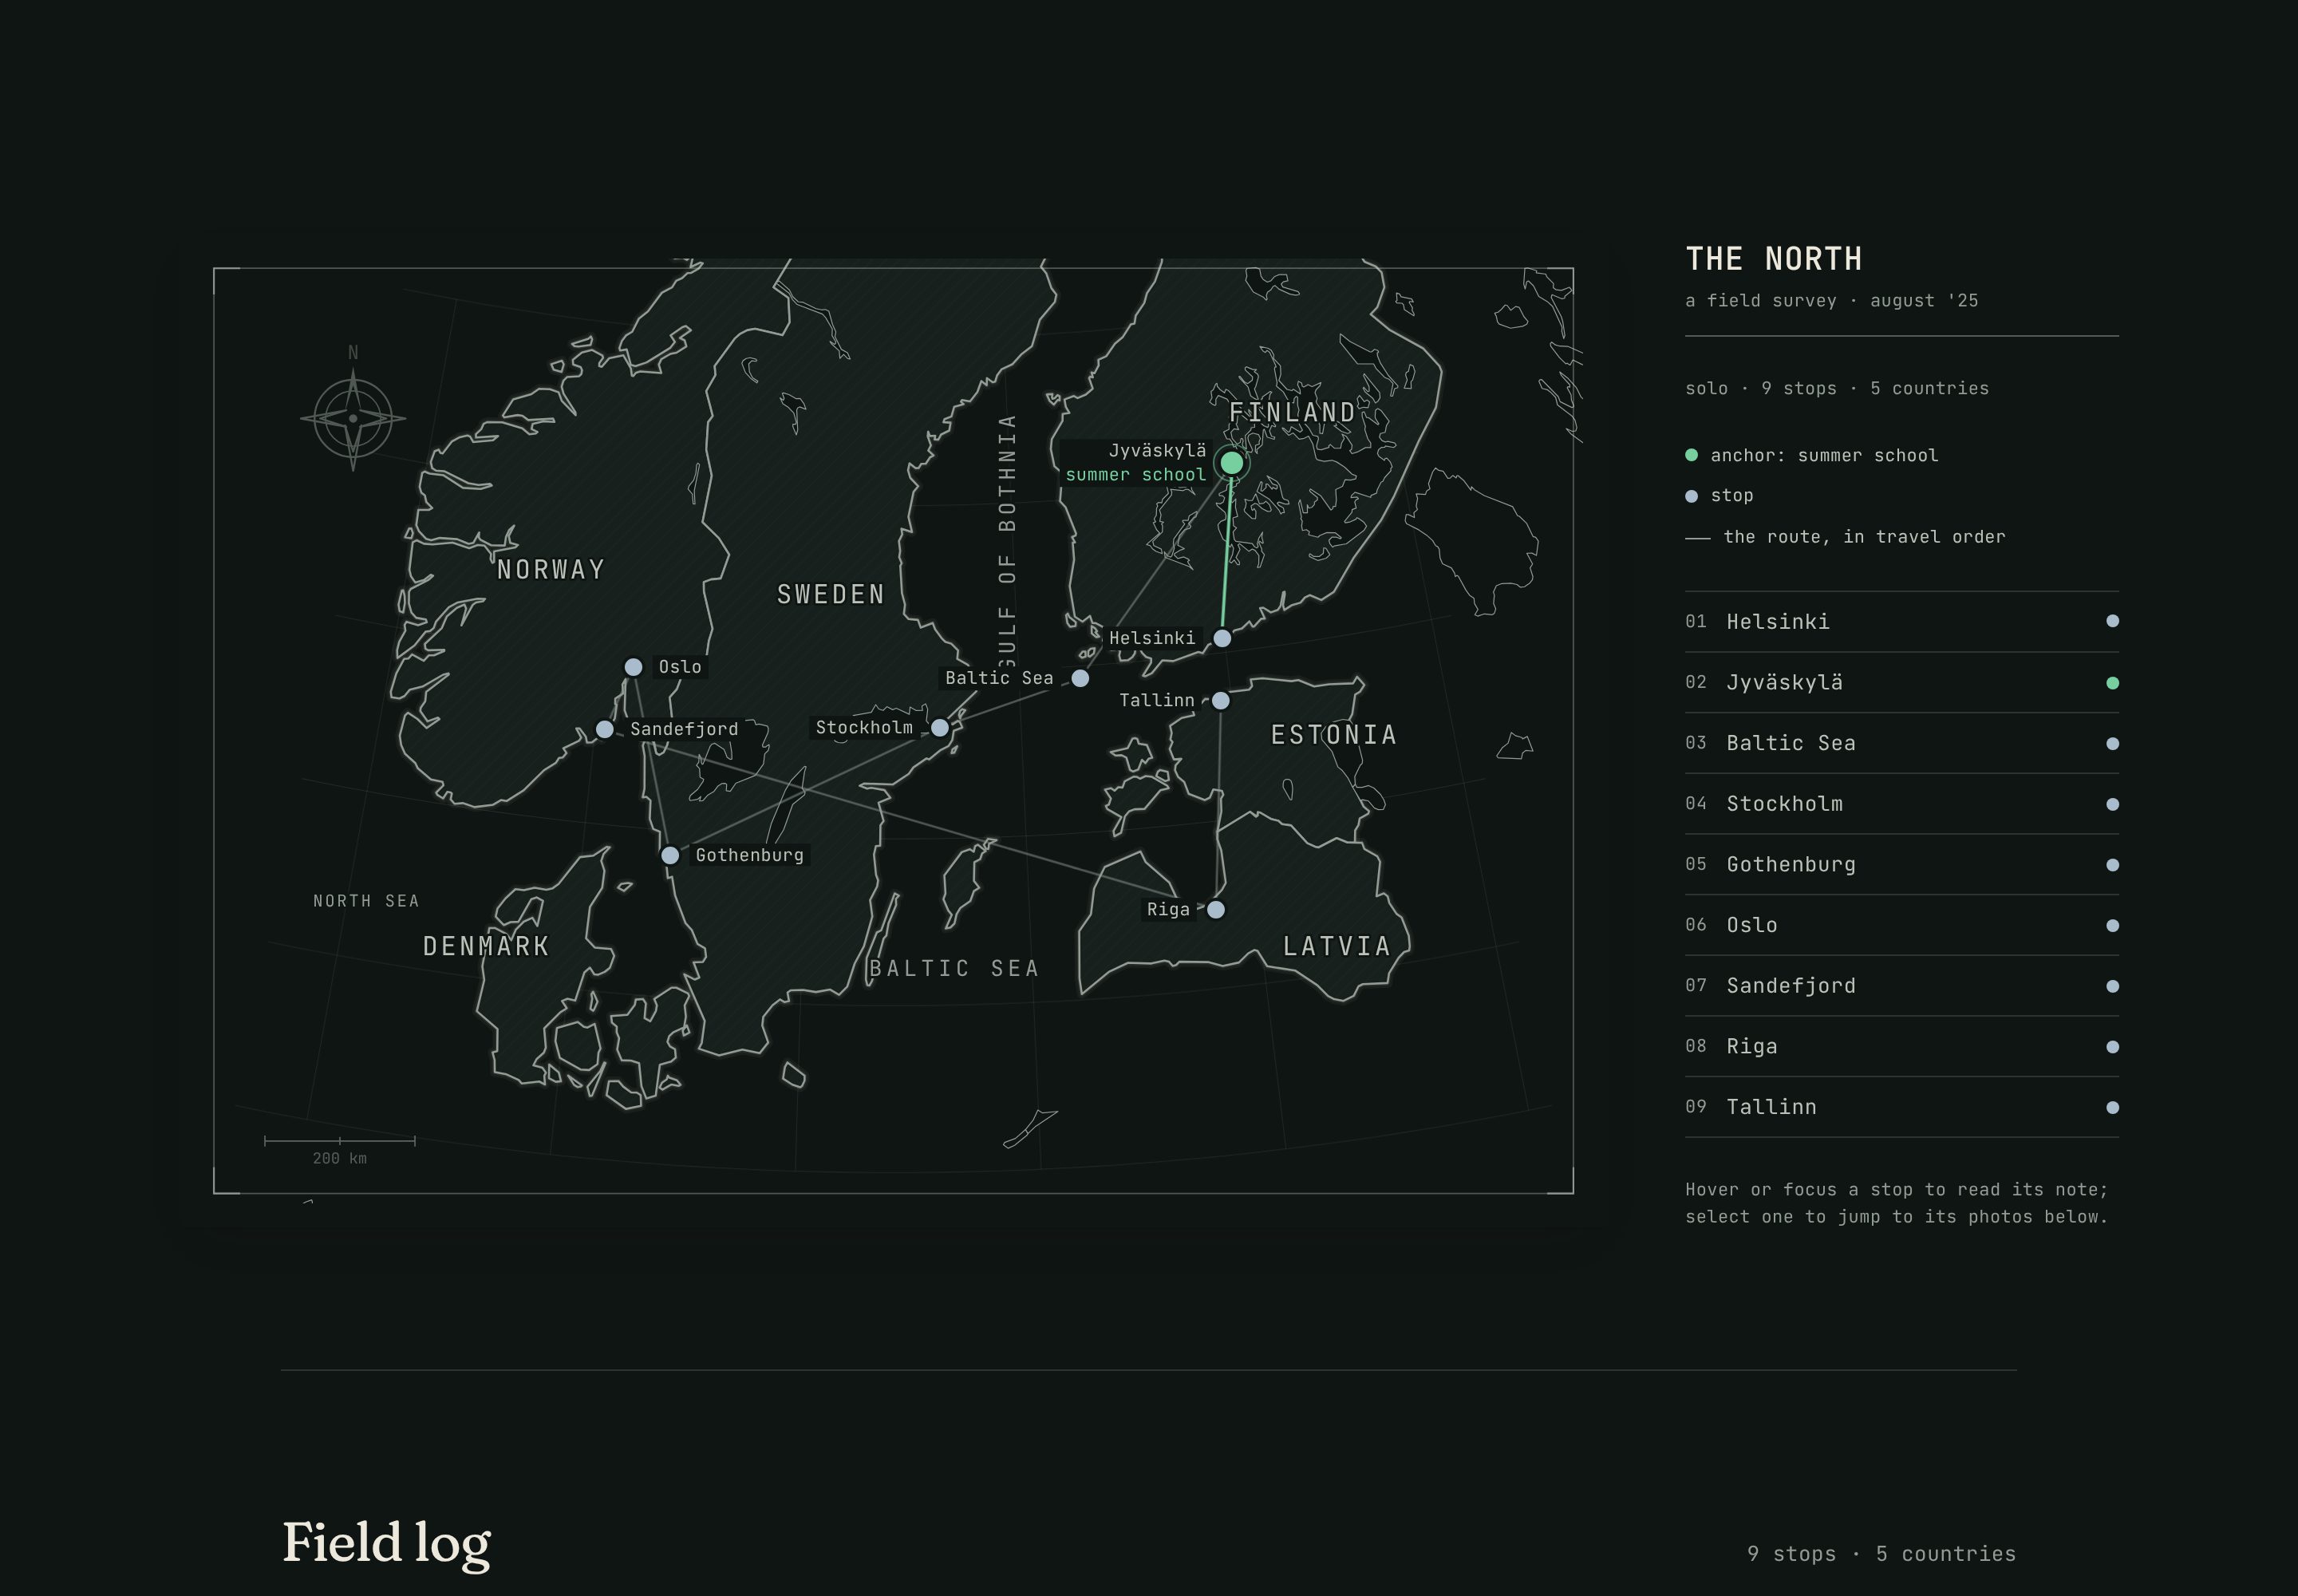 THE NORTH
a field survey · august '25
solo · 9 stops · 5 countries
anchor: summer school
stop
the route, in travel order
01 Helsinki
02 Jyväskylä
03 Baltic Sea
04 Stockholm
05 Gothenburg
06 Oslo
07 Sandefjord
08 Riga
09 Tallinn
Hover or focus a stop to read its note;
select one to jump to its photos below.
N
FINLAND
Jyväskylä
summer school
GULF OF BOTHNIA
NORWAY
SWEDEN
Helsinki
Oslo
Baltic Sea
Tallinn
Stockholm
Sandefjord
ESTONIA
Gothenburg
NORTH SEA
Riga
DENMARK
LATVIA
BALTIC SEA
200 km
Field log
9 stops · 5 countries